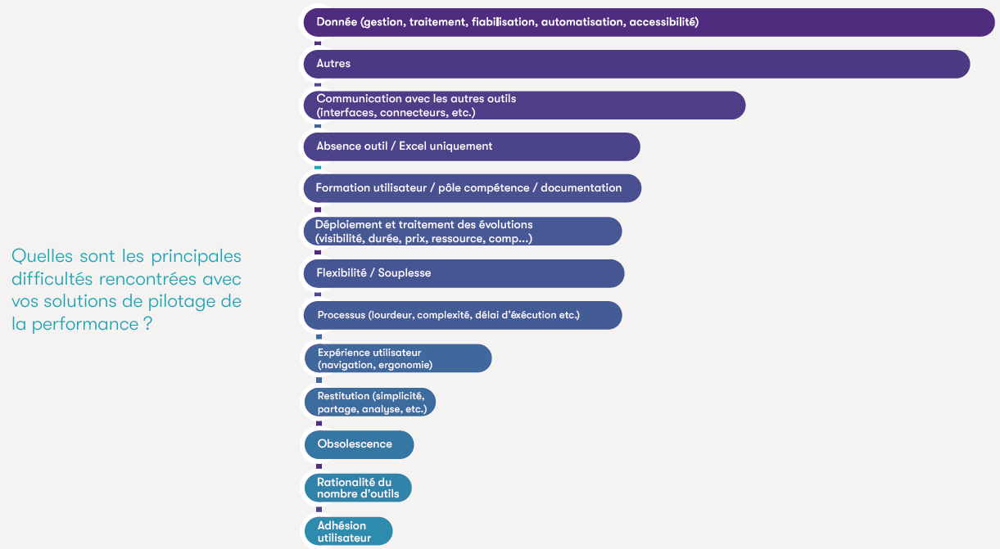 Quelles sont les principales
difficultés rencontrées avec
vos solutions de pilotage de
la performance ?
Donnée (gestion, traitement, fiabilisation, automatisation, accessibilité)
Autres
Communication avec les autres outils
(interfaces, connecteurs, etc.)
Absence outil / Excel uniquement
Formation utilisateur / pôle compétence / documentation
Déploiement et traitement des évolutions
(visibilité, durée, prix, ressource, comp...)
Flexibilité / Souplesse
Processus (lourdeur, complexité, délai d'éxécution etc.)
Expérience utilisateur
(navigation, ergonomie)
Restitution (simplicité,
partage, analyse, etc.)
Obsolescence
Rationalité du
nombre d'outils
Adhésion
utilisateur